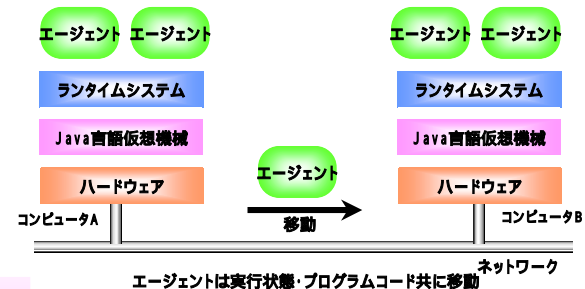 エージェント エージェント
ランタイムシステム
Java言語仮想機械
ハードウェア
コンピュータA
エージェント
移動
エージェント エージェント
ランタイムシステム
Java言語仮想機械
ハードウェア
コンピュータB
ネットワーク
エージェントは実行状態・プログラムコード共に移動